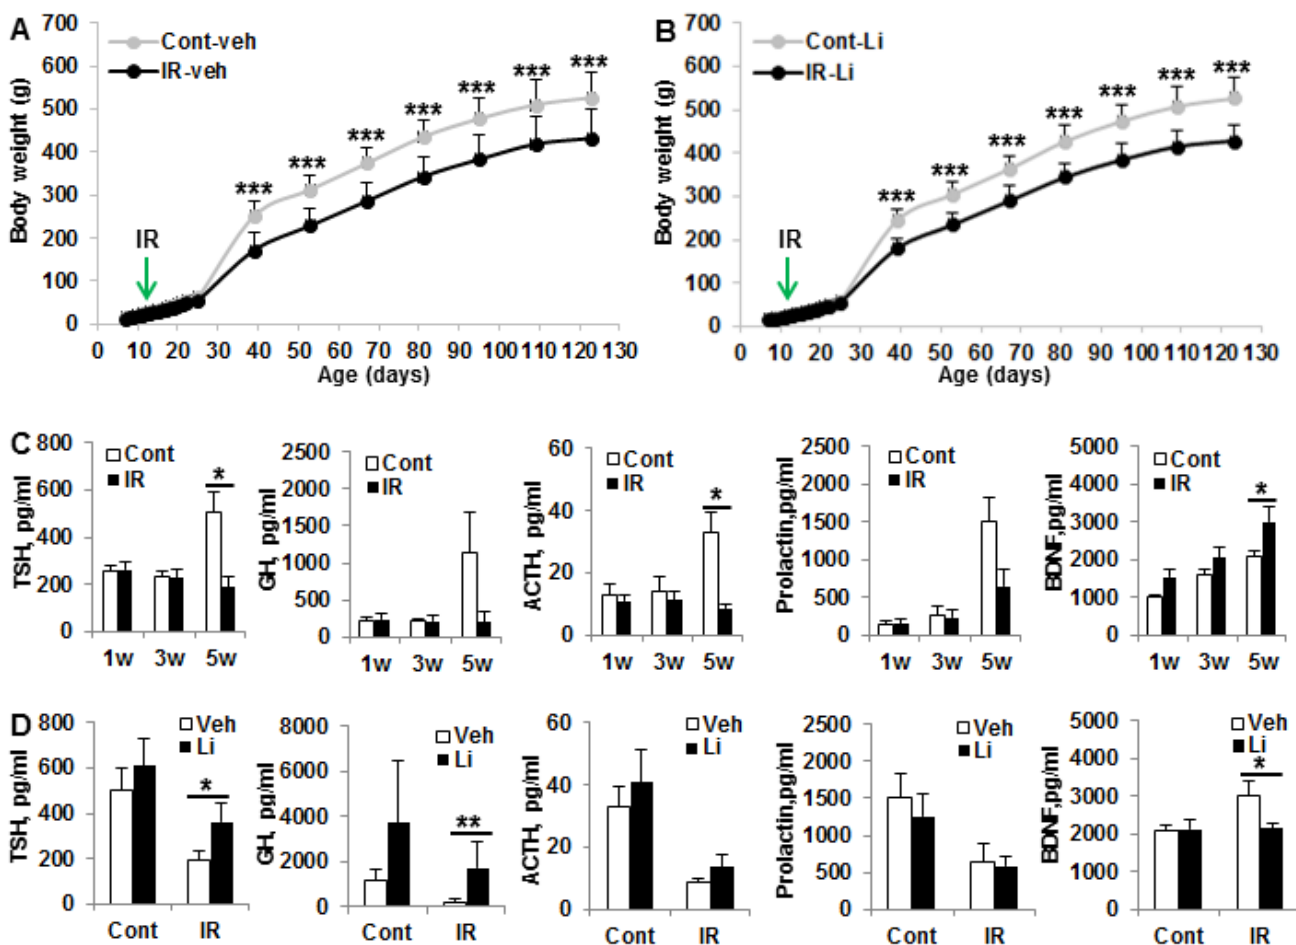 A
Body weight (g)
700
600
500
400
300
200
100
0
Cont-veh
IR-veh
IR
*** *** *** *** *** *** ***
0 10 20 30 40 50 60 70 80 90 100 110 120 130
Age (days)
B
Body weight (g)
700
600
500
400
300
200
100
0
Cont-Li
IR-Li
IR
*** *** *** *** *** *** ***
0 10 20 30 40 50 60 70 80 90 100 110 120 130
Age (days)
C
TSH, pg/ml
800
600
400
200
0
Cont
IR
*
1w 3w 5w
GH, pg/ml
2500
2000
1500
1000
500
0
Cont
IR
1w 3w 5w
ACTH, pg/ml
60
40
20
0
Cont
IR
*
1w 3w 5w
Prolactin,pg/ml
2500
2000
1500
1000
500
0
Cont
IR
1w 3w 5w
BDNF,pg/ml
5000
4000
3000
2000
1000
0
Cont
IR
*
1w 3w 5w
D
TSH, pg/ml
800
600
400
200
0
Veh
Li
*
Cont IR
GH, pg/ml
8000
6000
4000
2000
0
Veh
Li
**
Cont IR
ACTH, pg/ml
60
40
20
0
Veh
Li
Cont IR
Prolactin,pg/ml
2500
2000
1500
1000
500
0
Veh
Li
Cont IR
BDNF,pg/ml
5000
4000
3000
2000
1000
0
Veh
Li
*
Cont IR